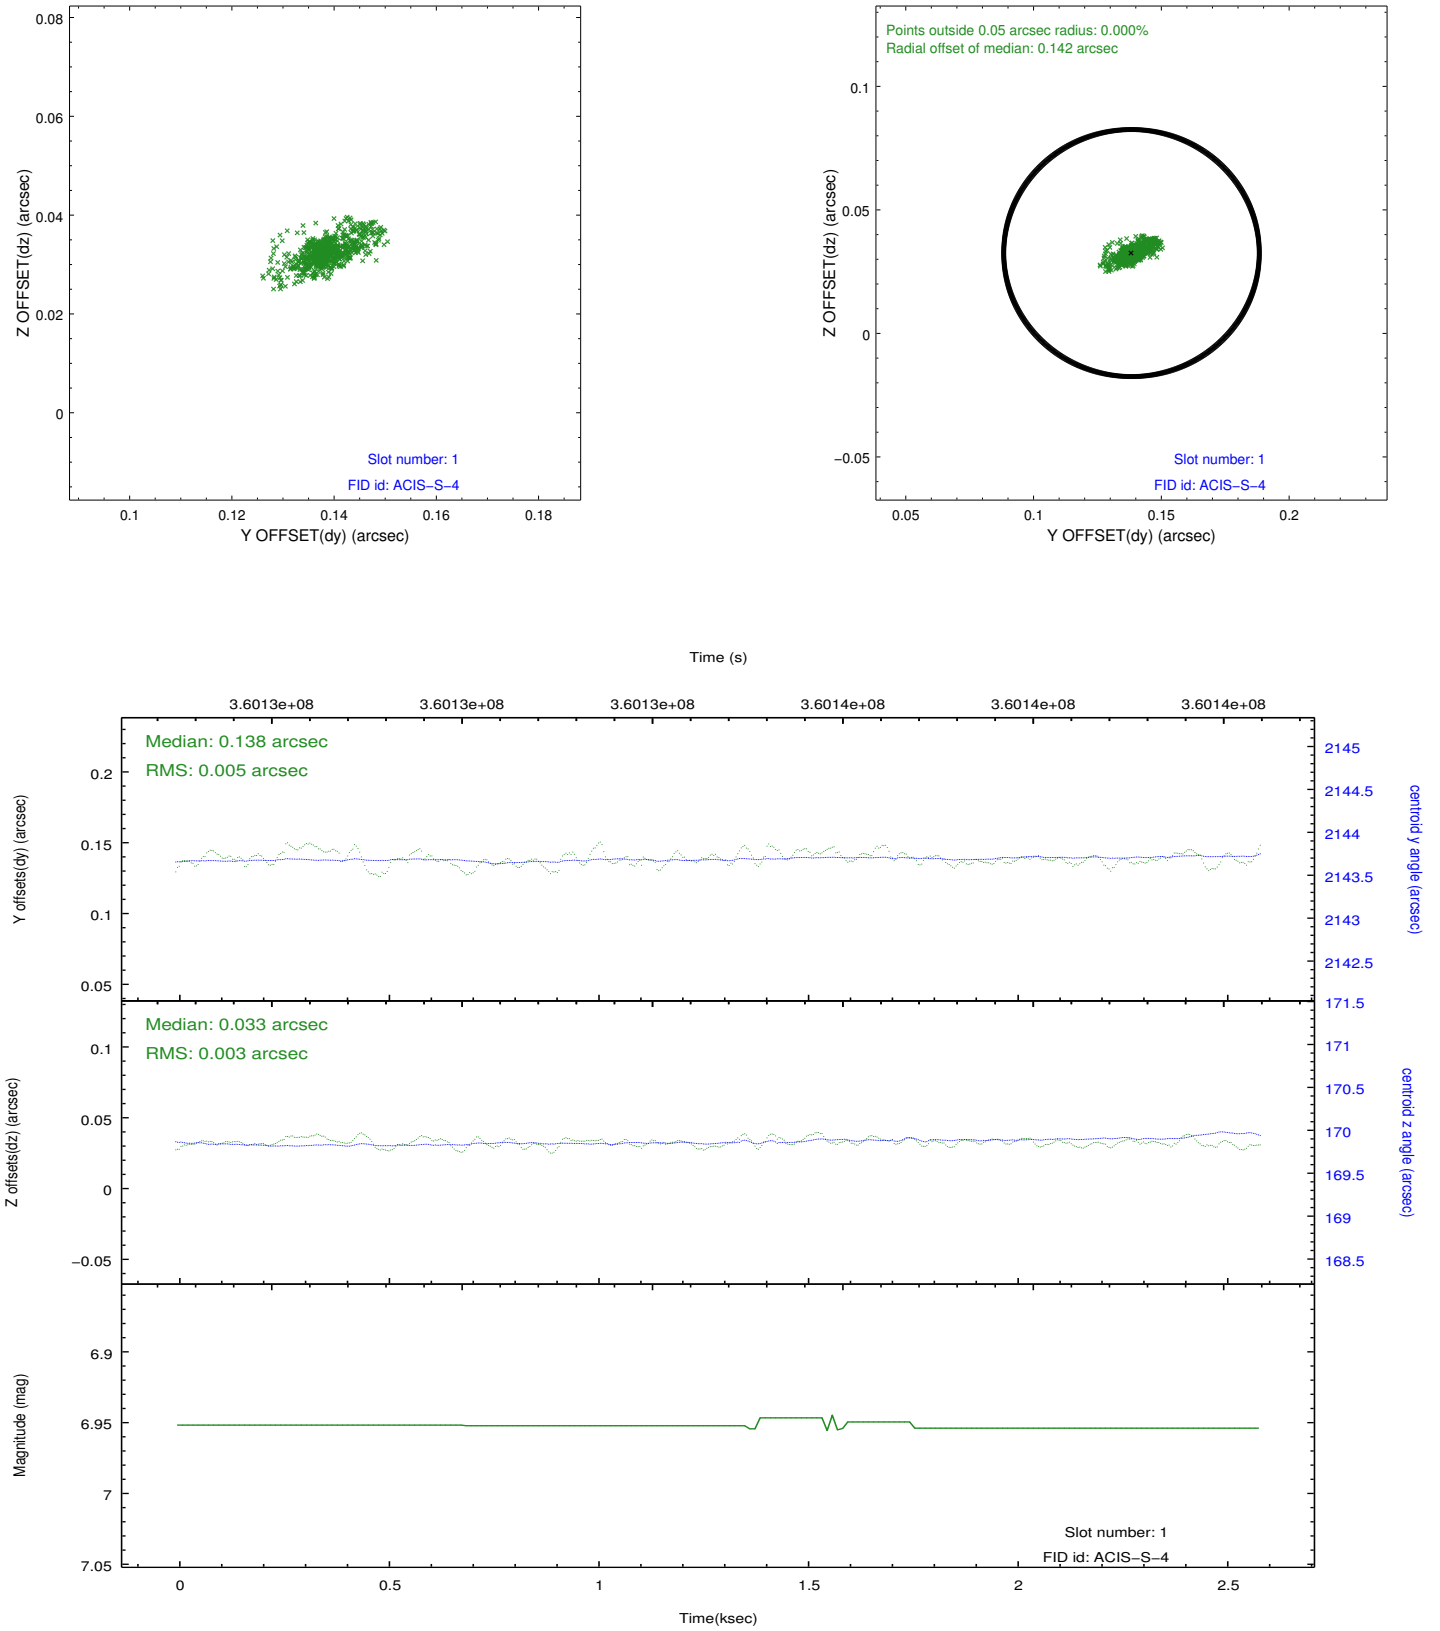 0.08
0.06
0.04
0.02
0
Z OFFSET(dz) (arcsec)
Slot number: 1
FID id: ACIS−S−4
0.1 0.12 0.14 0.16 0.18
Y OFFSET(dy) (arcsec)
Points outside 0.05 arcsec radius: 0.000%
Radial offset of median: 0.142 arcsec
0.1
0.05
0
−0.05
Z OFFSET(dz) (arcsec)
Slot number: 1
FID id: ACIS−S−4
0.05 0.1 0.15 0.2
Y OFFSET(dy) (arcsec)
Time (s)
3.6013e+08 3.6013e+08 3.6013e+08 3.6014e+08 3.6014e+08 3.6014e+08
Median: 0.138 arcsec
RMS: 0.005 arcsec
0.2
0.15
0.1
0.05
Y offsets(dy) (arcsec)
2145
2144.5
2144
2143.5
2143
2142.5
centroid y angle (arcsec)
Median: 0.033 arcsec
RMS: 0.003 arcsec
0.1
0.05
0
−0.05
Z offsets(dz) (arcsec)
171.5
171
170.5
170
169.5
169
168.5
centroid z angle (arcsec)
6.9
6.95
7
7.05
Magnitude (mag)
Slot number: 1
FID id: ACIS−S−4
0 0.5 1 1.5 2 2.5
Time(ksec)